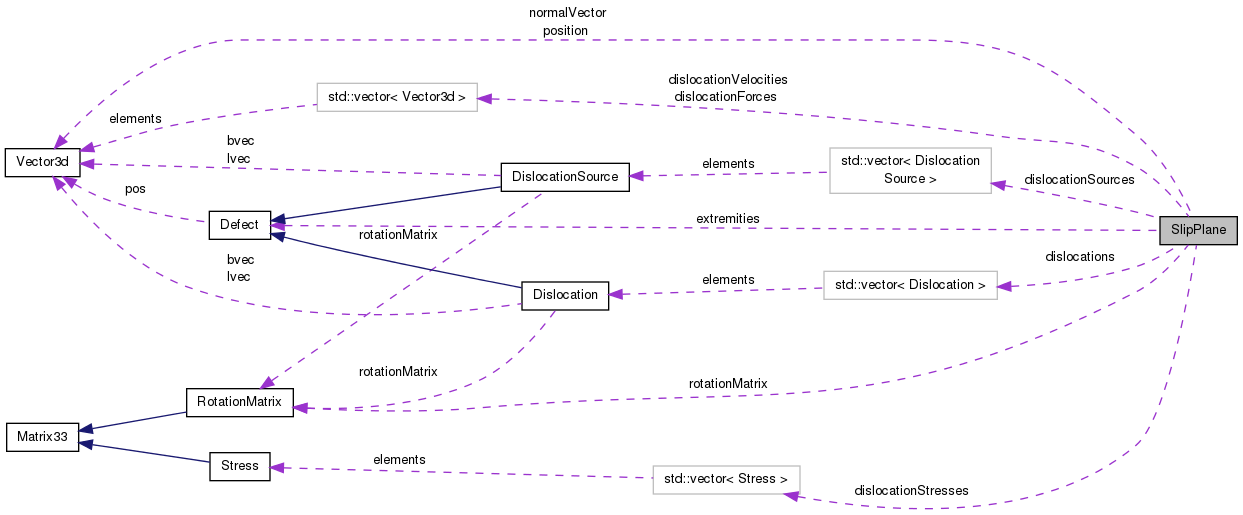 normalVector
position
dislocationVelocities
dislocationForces
std::vector< Vector3d >
elements
bvec
lvec
Vector3d
std::vector< Dislocation
Source >
elements
DislocationSource
dislocationSources
pos
Defect
extremities
SlipPlane
rotationMatrix
bvec
lvec
dislocations
elements
std::vector< Dislocation >
Dislocation
rotationMatrix
rotationMatrix
RotationMatrix
Matrix33
Stress
elements
std::vector< Stress >
dislocationStresses